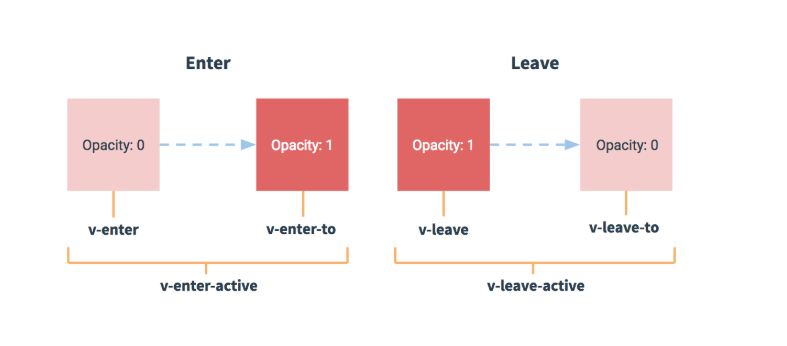 Enter
Leave
Opacity: 0
Opacity: 1
Opacity: 1
Opacity: 0
v-enter
v-enter-to
v-leave
v-leave-to
v-enter-active
v-leave-active